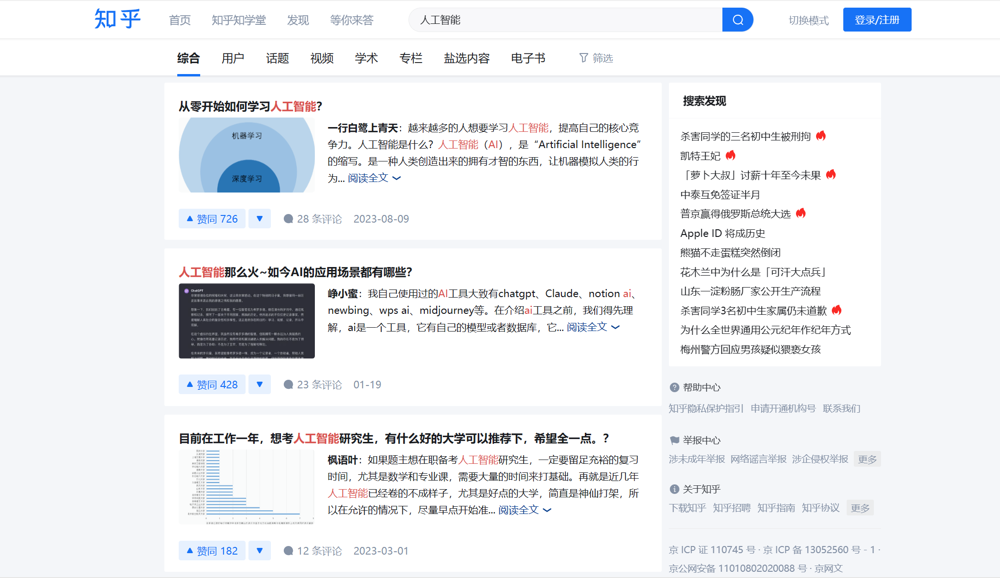 知乎
首页 知乎知学堂 发现 等你来答
人工智能
切换模式
登录/注册
综合 用户 话题 视频 学术 专栏 盐选内容 电子书 筛选
从零开始如何学习人工智能?
机器学习
深度学习
一行白鹭上青天：越来越多的人想要学习人工智能，提高自己的核心竞
争力。人工智能是什么？人工智能（AI），是“Artificial Intelligence”
的缩写。是一种人类创造出来的拥有才智的东西，让机器模拟人类的行
为... 阅读全文
赞同 726
28 条评论 2023-08-09
人工智能那么火~如今AI的应用场景都有哪些?
ChatGPT
峥小蜜：我自己使用过的AI工具大致有chatgpt、Claude、notion ai、
newbing、wps ai、midjourney等。在介绍ai工具之前，我们得先理
解，ai是一个工具，它有自己的模型或者数据库，它... 阅读全文
赞同 428
23 条评论 01-19
目前在工作一年，想考人工智能研究生，有什么好的大学可以推荐下，希望全一点。?
枫语叶：如果题主想在职备考人工智能研究生，一定要留足充裕的复习
时间，尤其是数学和专业课，需要大量的时间来打基础。再就是近几年
人工智能已经卷的不成样子，尤其是好点的大学，简直是神仙打架，所
以在允许的情况下，尽量早点开始准... 阅读全文
赞同 182
12 条评论 2023-03-01
搜索发现
杀害同学的三名初中生被刑拘
凯特王妃
「萝卜大叔」讨薪十年至今未果
中泰互免签证半月
普京赢得俄罗斯总统大选
Apple ID 将成历史
熊猫不走蛋糕突然倒闭
花木兰中为什么是「可汗大点兵」
山东一淀粉肠厂家公开生产流程
杀害同学3名初中生家属仍未道歉
为什么全世界通用公元纪年作纪年方式
梅州警方回应男孩疑似猥亵女孩
帮助中心
知乎隐私保护指引 申请开通机构号 联系我们
举报中心
涉未成年举报 网络谣言举报 涉企侵权举报 更多
关于知乎
下载知乎 知乎招聘 知乎指南 知乎协议 更多
京 ICP 证 110745 号 · 京 ICP 备 13052560 号 - 1 ·
京公网安备 11010802020088 号 · 京网文